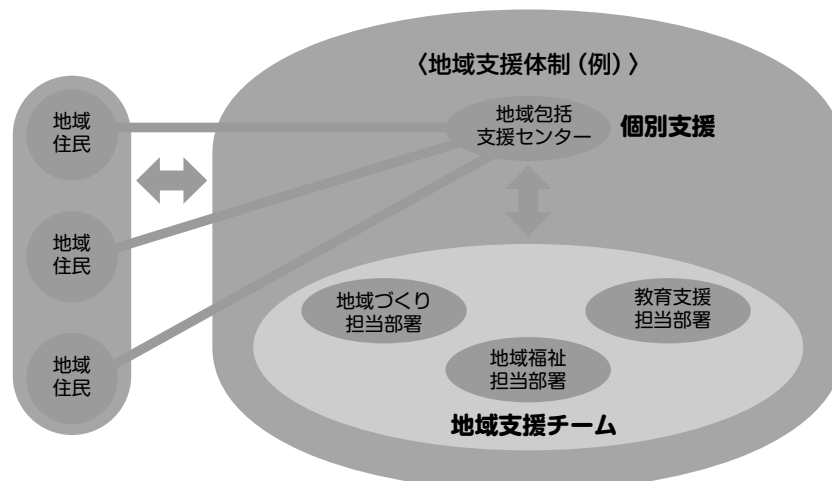 〈地域支援体制（例）〉
地域
住民
地域
住民
地域
住民
地域包括
支援センター
個別支援
地域づくり
担当部署
教育支援
担当部署
地域福祉
担当部署
地域支援チーム